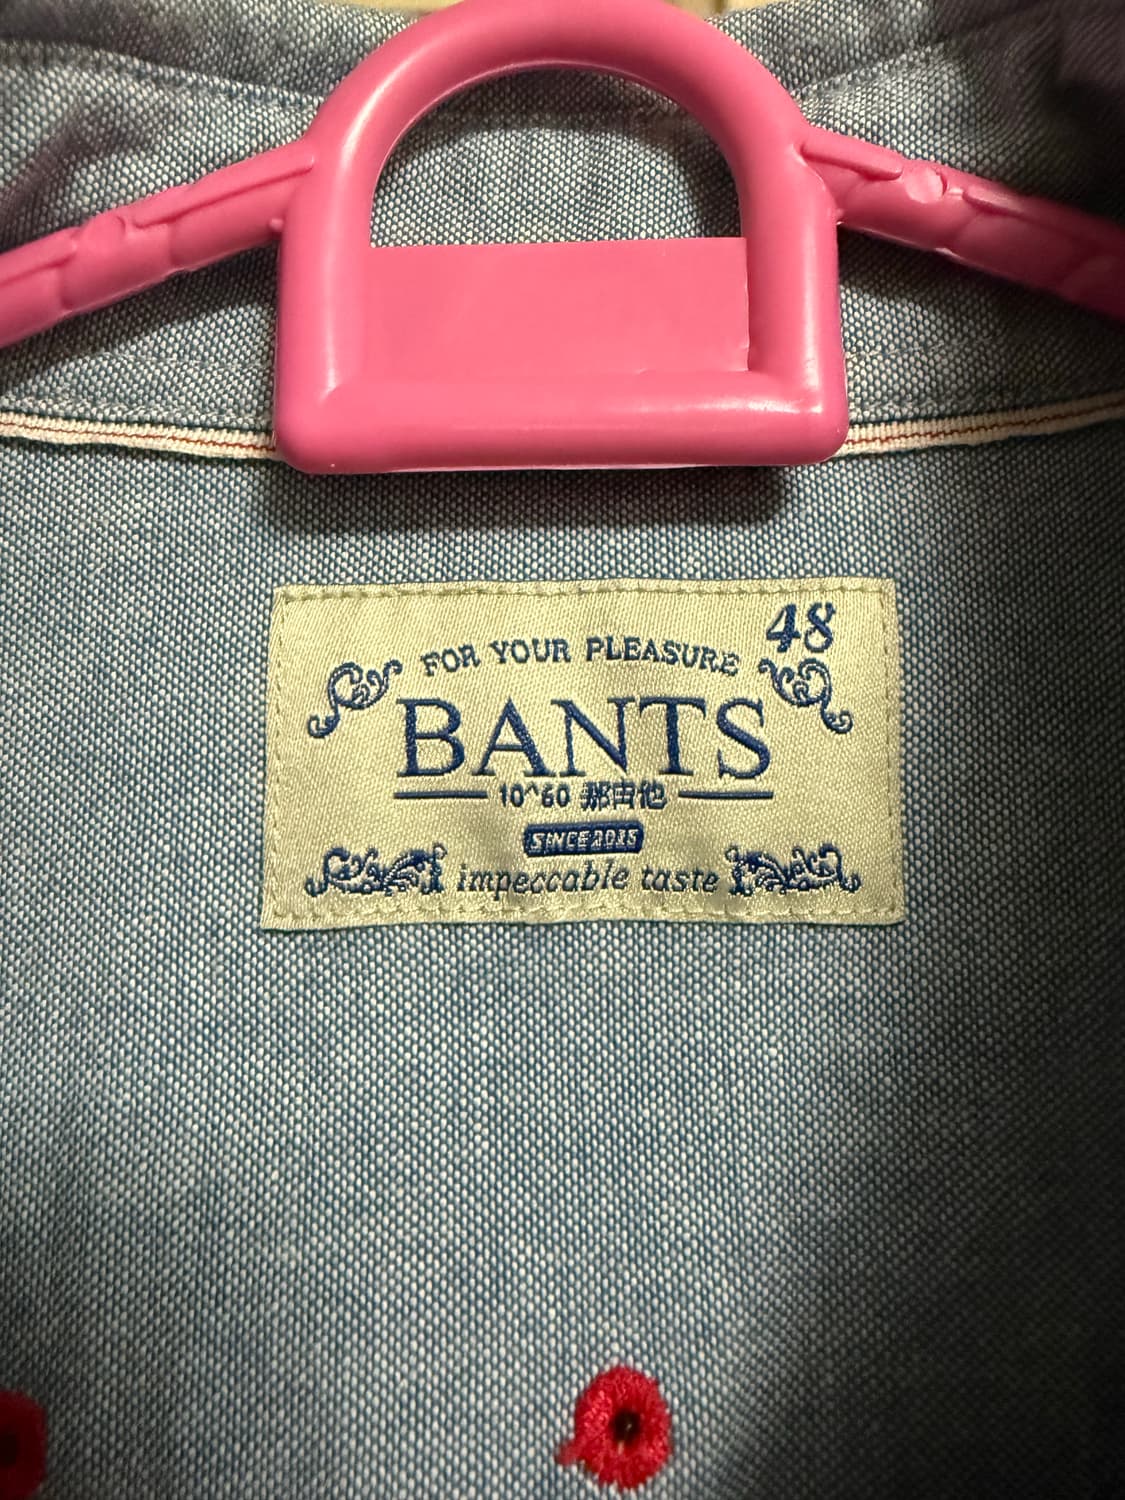 48
FOR YOUR PLEASURE
BANTS
10^60 那由他
SINCE 2015
impeccable taste